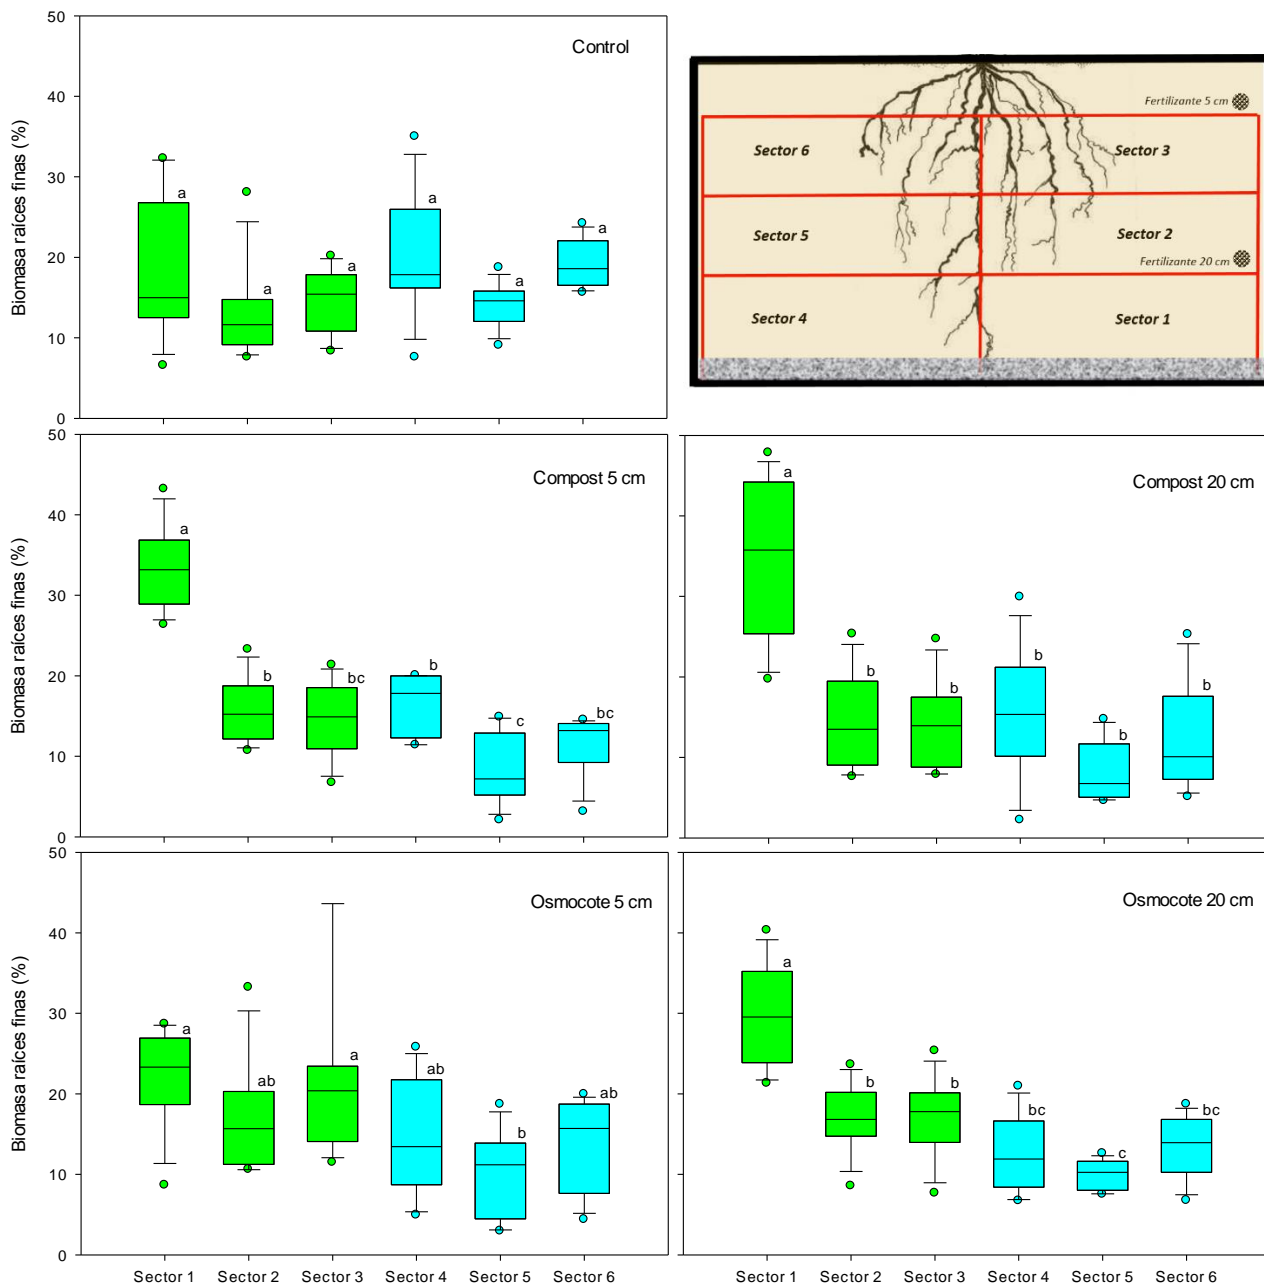 50
Control
40
30
20
10
0
Biomasa raíces finas (%)
a
a
a
a
a
a
Fertilizante 5 cm
Sector 6
Sector 3
Sector 5
Sector 2
Fertilizante 20 cm
Sector 4
Sector 1
50
Compost 5 cm
40
30
20
10
0
Biomasa raíces finas (%)
a
b
bc
b
c
bc
Compost 20 cm
a
b
b
b
b
b
50
Osmocote 5 cm
40
30
20
10
0
Biomasa raíces finas (%)
a
ab
a
ab
b
ab
Sector 1 Sector 2 Sector 3 Sector 4 Sector 5 Sector 6
Osmocote 20 cm
a
b
b
bc
c
bc
Sector 1 Sector 2 Sector 3 Sector 4 Sector 5 Sector 6